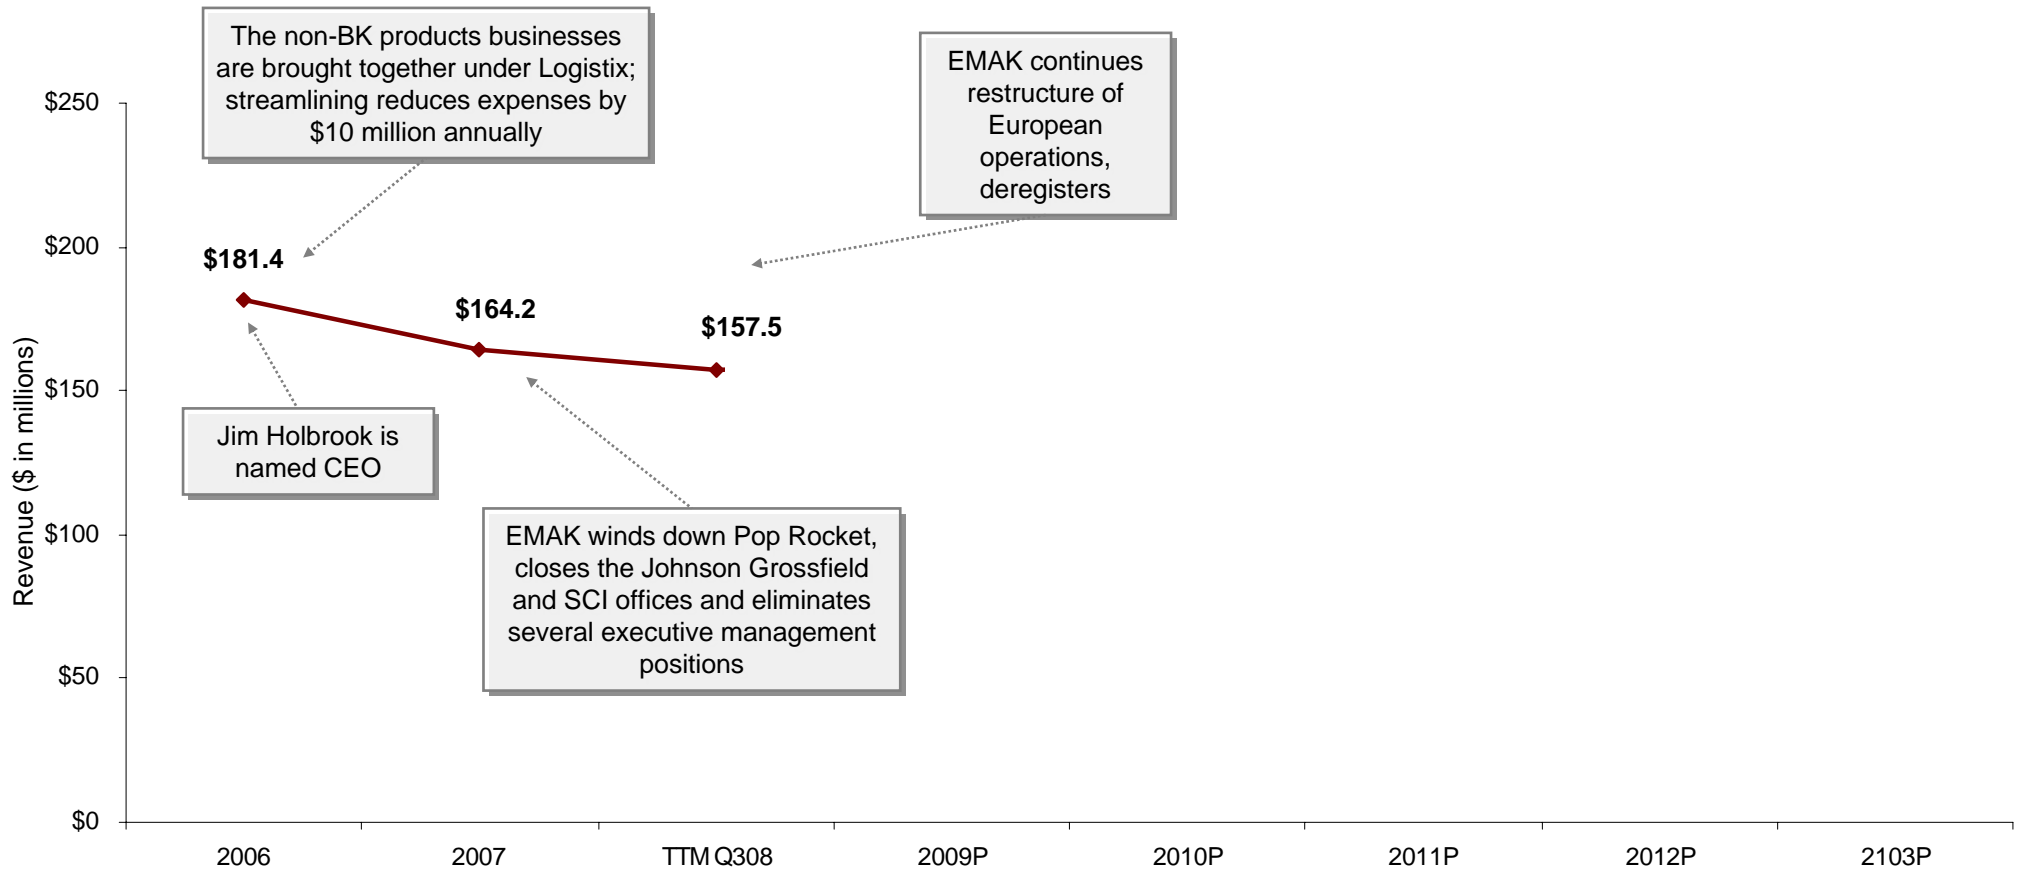 The non-BK products businesses
are brought together under Logistix;
streamlining reduces expenses by
$10 million annually
EMAK continues
restructure of
European
operations,
deregisters
$250
$200
$150
$100
$50
$0
Revenue ($ in millions)
$181.4
$164.2
$157.5
Jim Holbrook is
named CEO
EMAK winds down Pop Rocket,
closes the Johnson Grossfield
and SCI offices and eliminates
several executive management
positions
2006
2007
TTM Q308
2009P
2010P
2011P
2012P
2103P